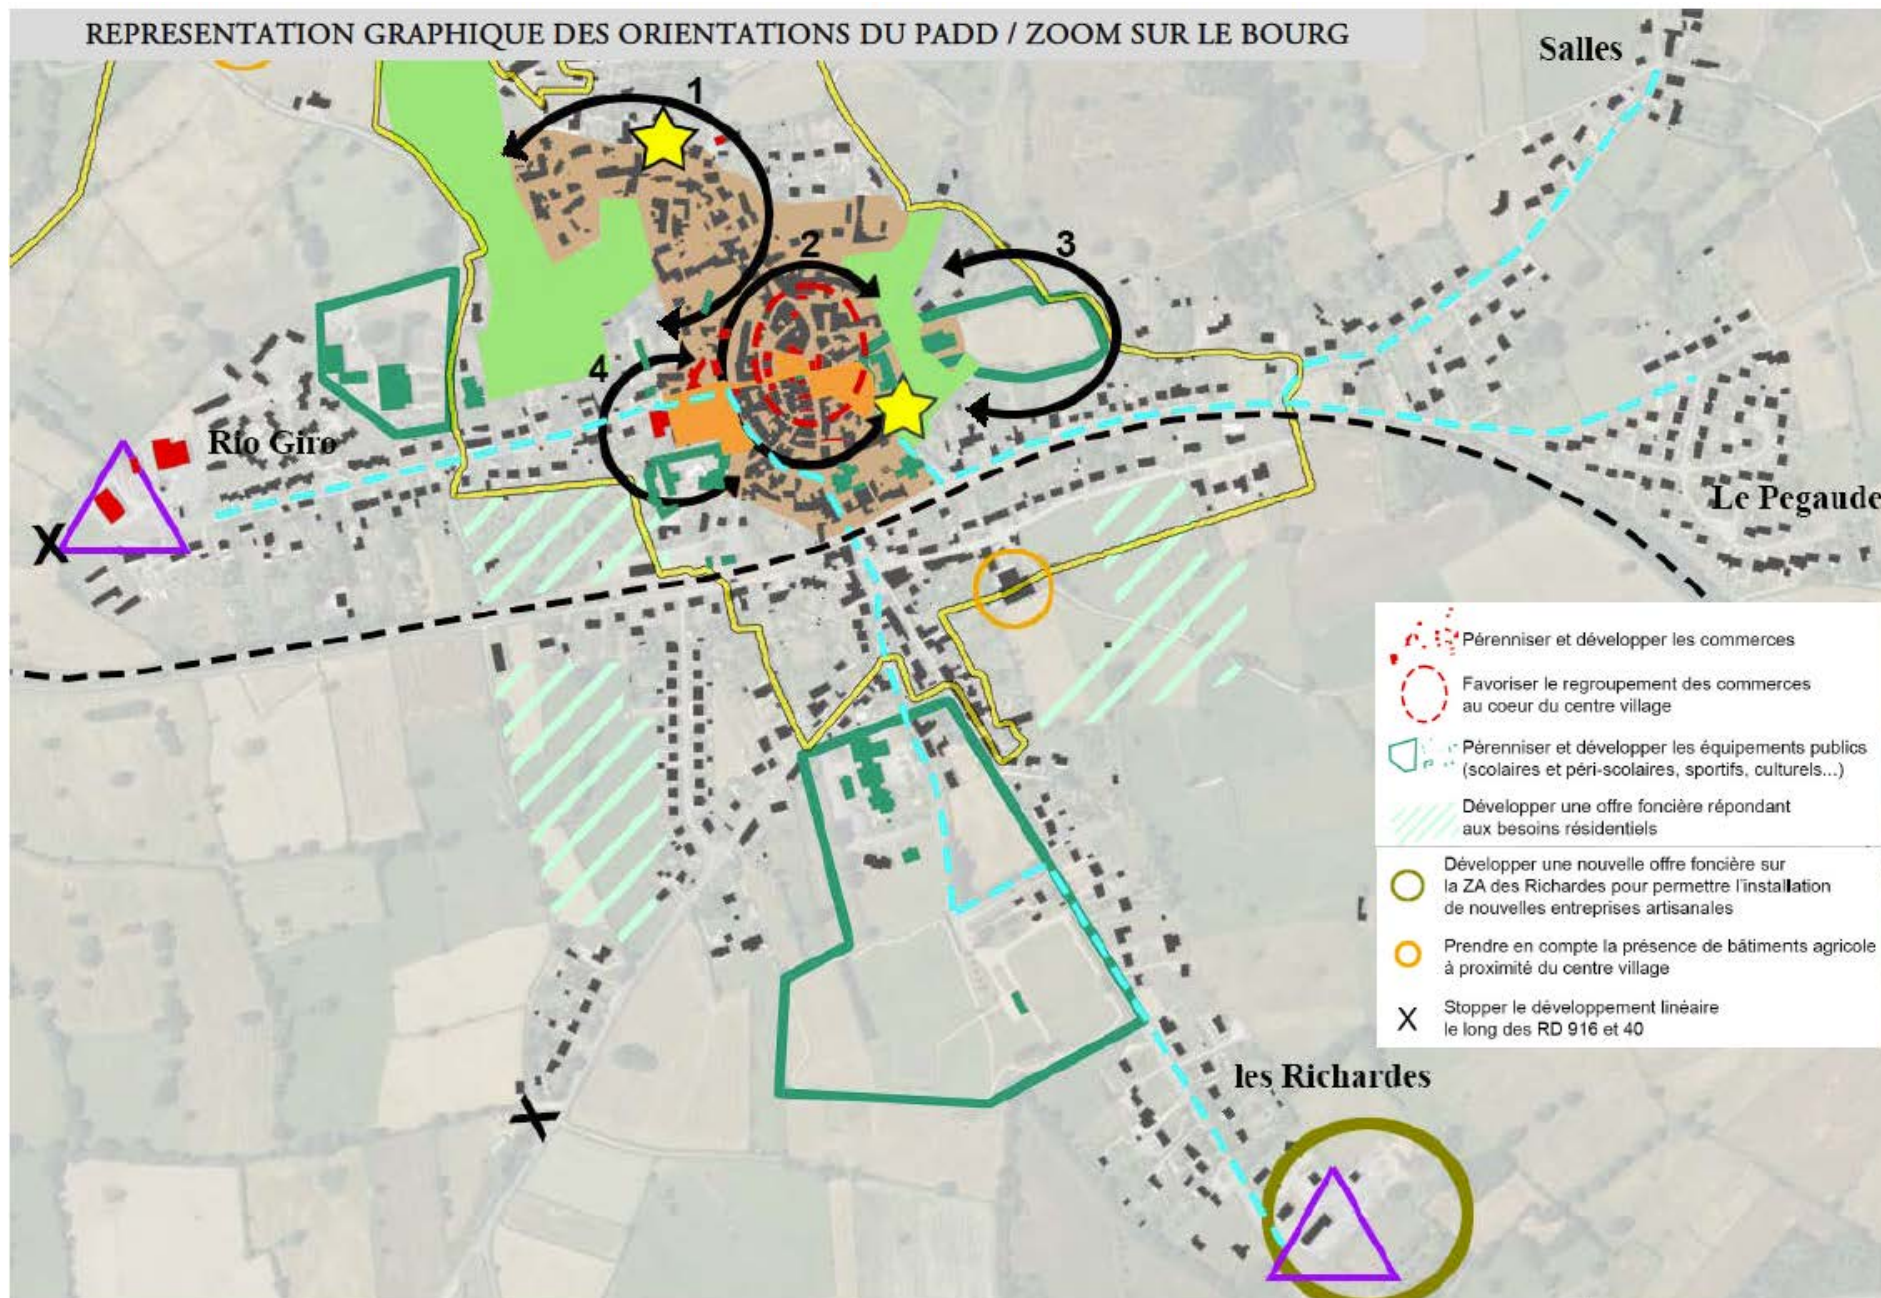 REPRESENTATION GRAPHIQUE DES ORIENTATIONS DU PADD / ZOOM SUR LE BOURG
Salles
1
2
3
4
Rio Giro
X
Le Pegaude
Pérenniser et développer les commerces
Favoriser le regroupement des commerces
au coeur du centre village
Pérenniser et développer les équipements publics
(scolaires et péri-scolaires, sportifs, culturels...)
Développer une offre foncière répondant
aux besoins résidentiels
Développer une nouvelle offre foncière sur
la ZA des Richardes pour permettre l'installation
de nouvelles entreprises artisanales
Prendre en compte la présence de bâtiments agricole
à proximité du centre village
X
Stopper le développement linéaire
le long des RD 916 et 40
les Richardes
X